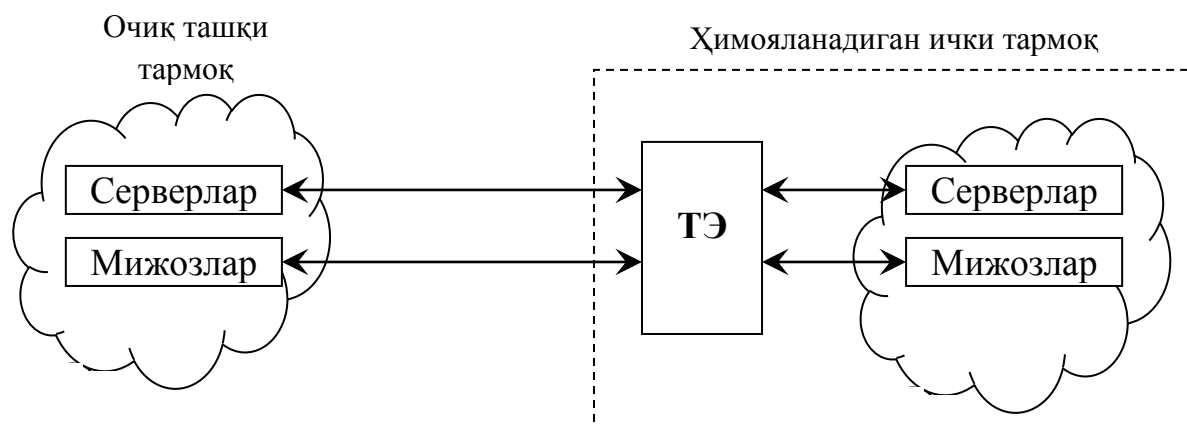 Очиқ ташқи
тармоқ
Ҳимояланадиган ички тармоқ
Серверлар
Мижозлар
ТЭ
Серверлар
Мижозлар